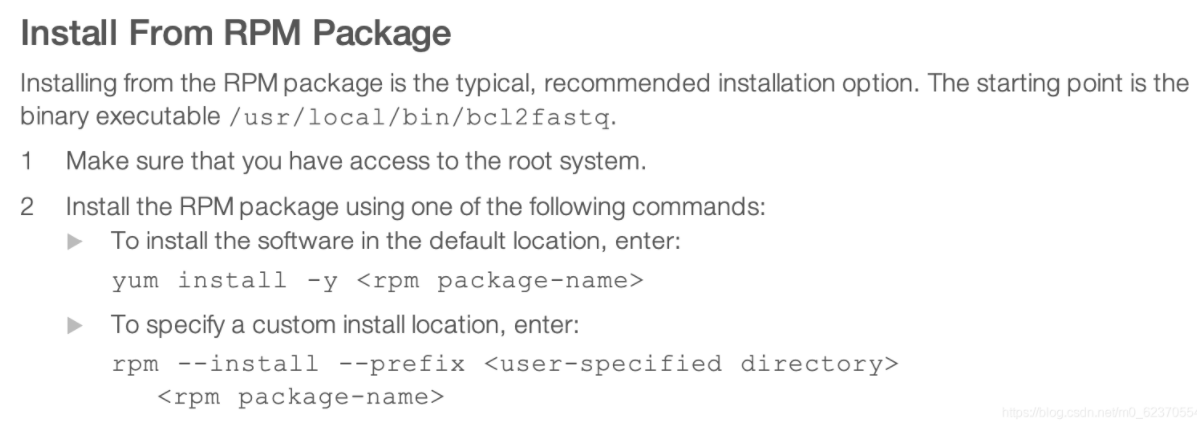 Install From RPM Package
Installing from the RPM package is the typical, recommended installation option. The starting point is the
binary executable /usr/local/bin/bcl2fastq.
1 Make sure that you have access to the root system.
2 Install the RPM package using one of the following commands:
To install the software in the default location, enter:
yum install -y <rpm package-name>
To specify a custom install location, enter:
rpm --install --prefix <user-specified directory>
<rpm package-name>
https://blog.csdn.net/m0_6237055